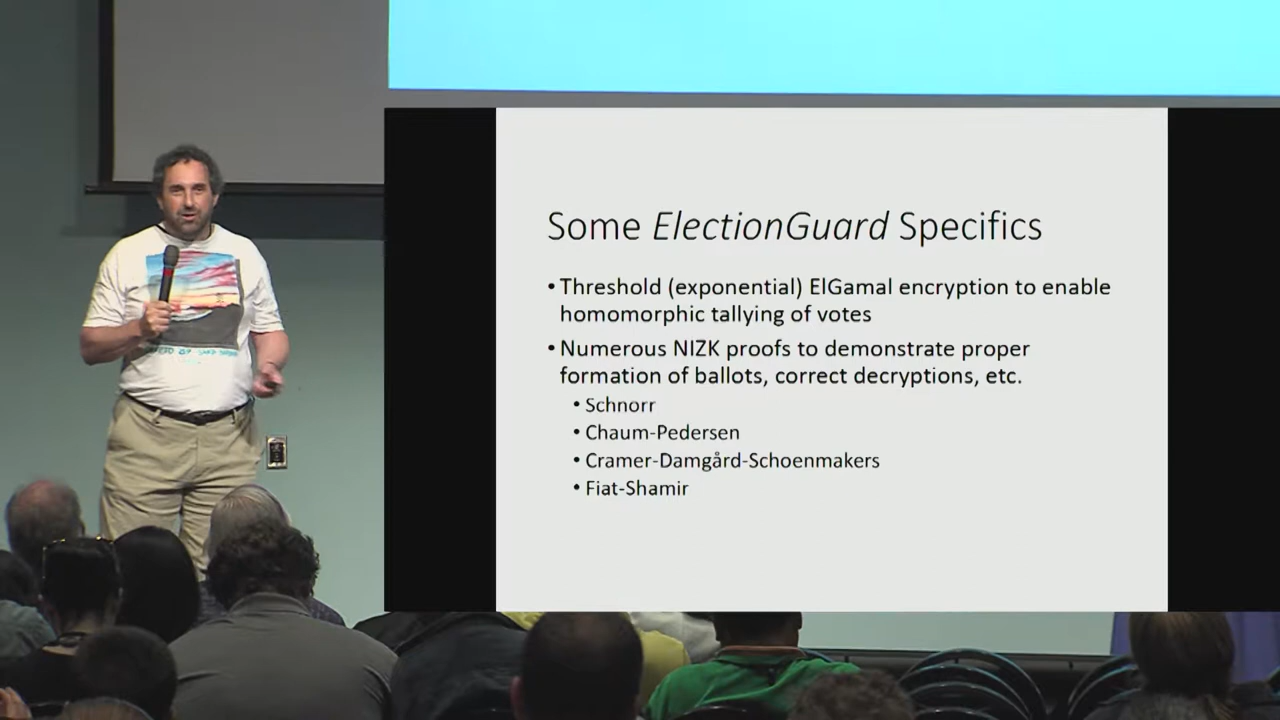 Some ElectionGuard Specifics
• Threshold (exponential) ElGamal encryption to enable
homomorphic tallying of votes
• Numerous NIZK proofs to demonstrate proper
formation of ballots, correct decryptions, etc.
• Schnorr
• Chaum-Pedersen
• Cramer-Damgård-Schoenmakers
• Fiat-Shamir